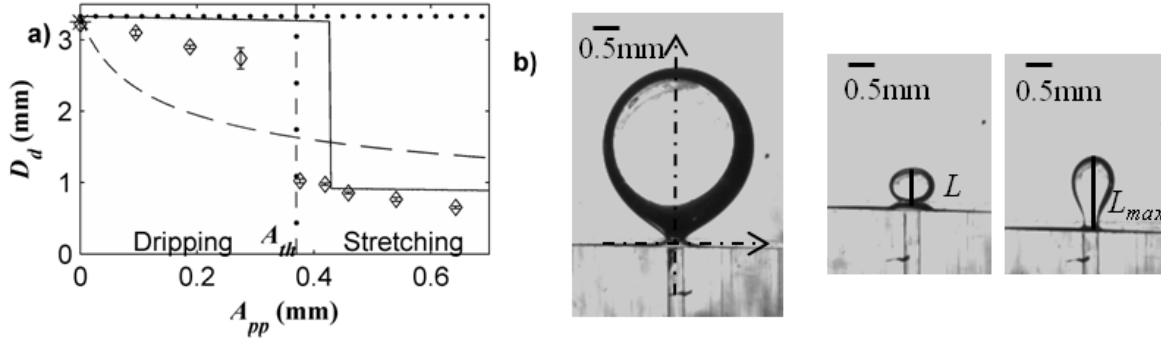 a)
3
2
1
0
D_d (mm)
Dripping
A_th
Stretching
0
0.2
0.4
0.6
A_pp (mm)
b)
0.5mm
0.5mm
L
0.5mm
L_max